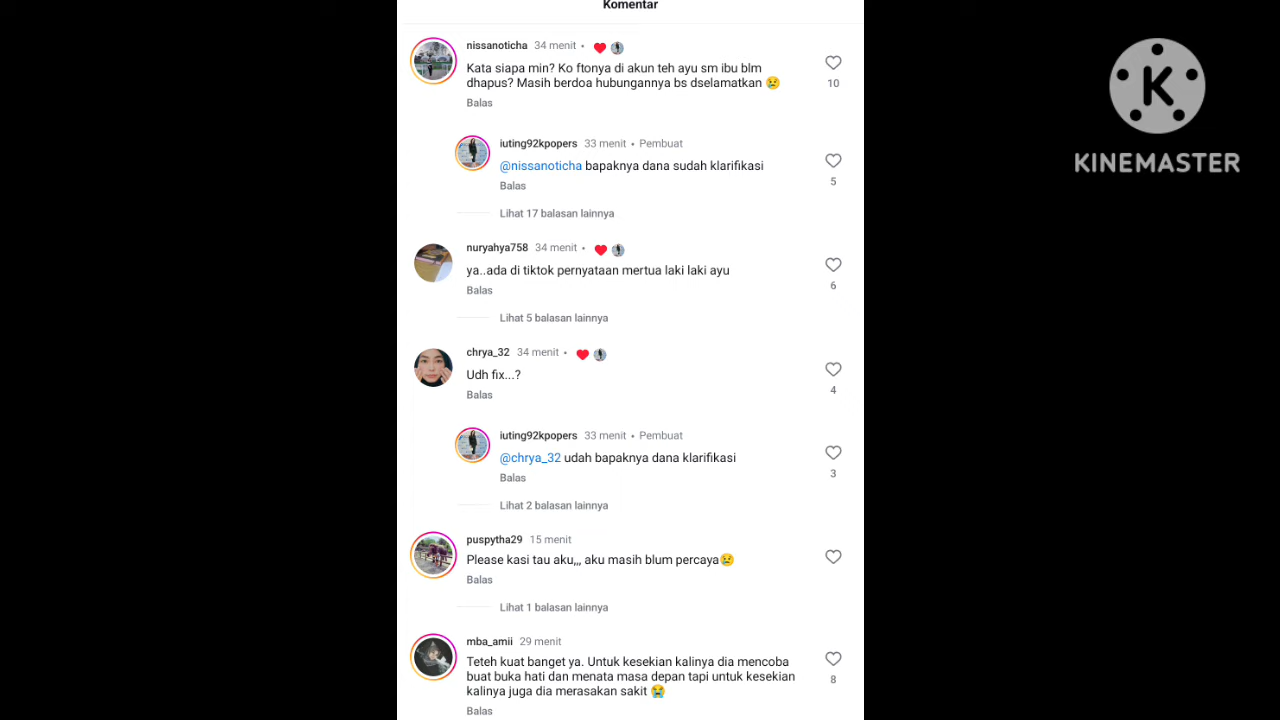 Komentar
nissanoticha 34 menit •
Kata siapa min? Ko ftonya di akun teh ayu sm ibu blm
dhapus? Masih berdoa hubungannya bs dselamatkan 😢
10
Balas
iuting92kpopers 33 menit • Pembuat
@nissanoticha bapaknya dana sudah klarifikasi
5
Balas
Lihat 17 balasan lainnya
nuryahya758 34 menit •
ya..ada di tiktok pernyataan mertua laki laki ayu
6
Balas
Lihat 5 balasan lainnya
chrya_32 34 menit •
Udh fix...?
4
Balas
iuting92kpopers 33 menit • Pembuat
@chrya_32 udah bapaknya dana klarifikasi
3
Balas
Lihat 2 balasan lainnya
puspytha29 15 menit
Please kasi tau aku,,, aku masih blum percaya😢
Balas
Lihat 1 balasan lainnya
mba_amii 29 menit
Teteh kuat banget ya. Untuk kesekian kalinya dia mencoba
buat buka hati dan menata masa depan tapi untuk kesekian
kalinya juga dia merasakan sakit 😭
8
Balas
K
KINEMASTER